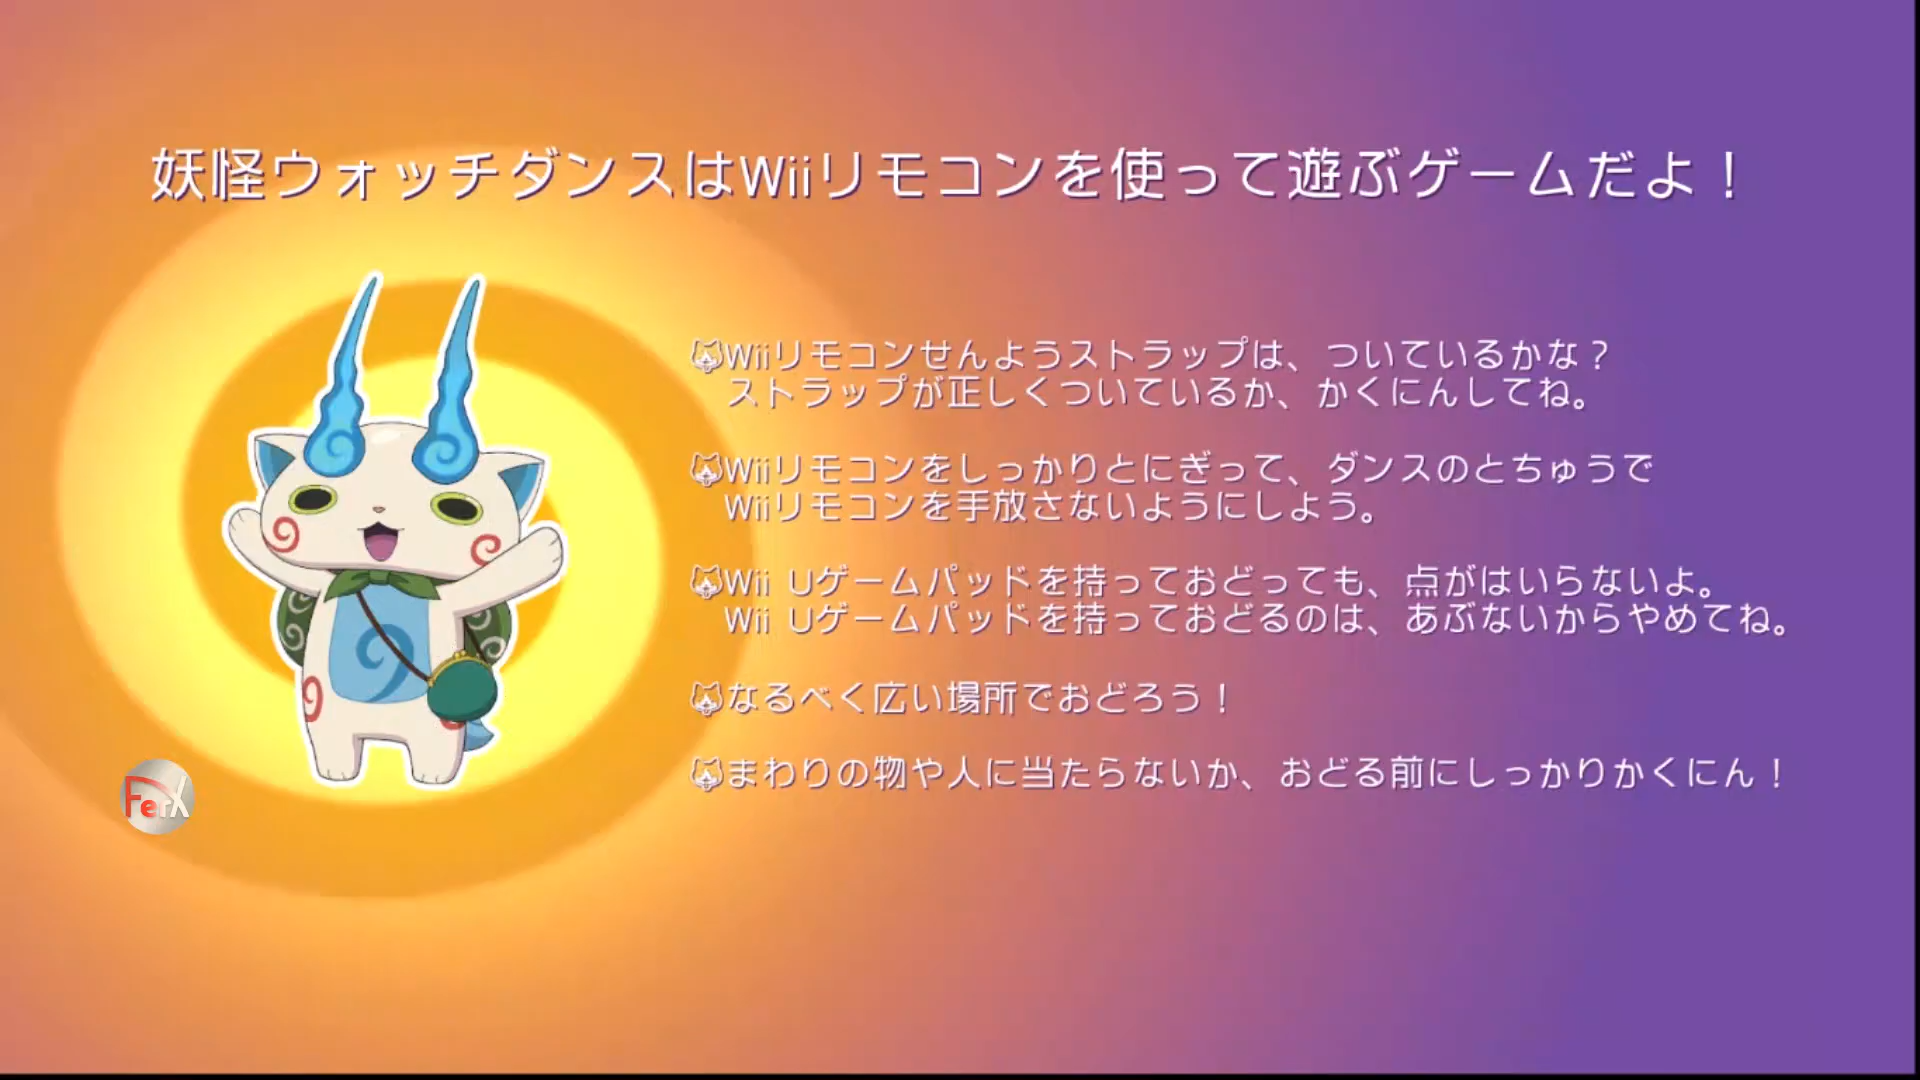 妖怪ウォッチダンスはWiiリモコンを使って遊ぶゲームだよ！
Wiiリモコンせんようストラップは、ついているかな？
ストラップが正しくついているか、かくにんしてね。
Wiiリモコンをしっかりとにぎって、ダンスのとちゅうで
Wiiリモコンを手放さないようにしよう。
Wii Uゲームパッドを持っておどっても、点がはいらないよ。
Wii Uゲームパッドを持っておどるのは、あぶないからやめてね。
なるべく広い場所でおどろう！
まわりの物や人に当たらないか、おどる前にしっかりかくにん！
FerX